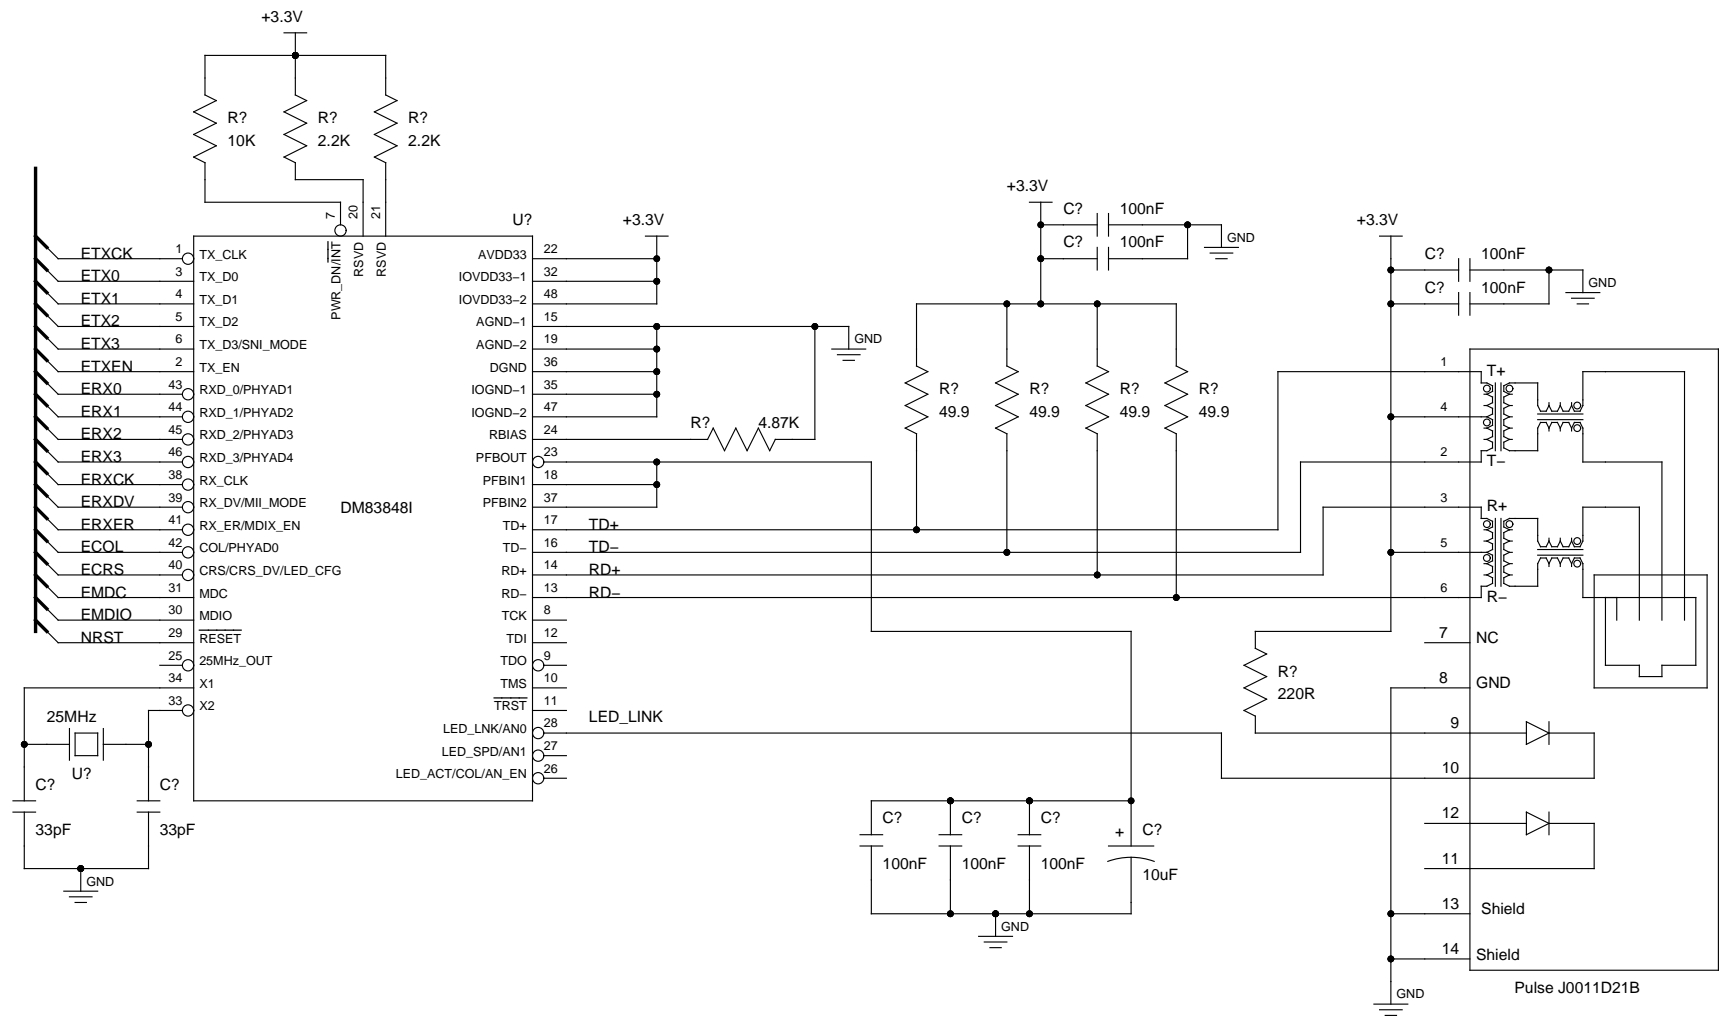 +3.3V
R?
10K
R?
2.2K
R?
2.2K
7
20
21
PWR_DN/INT
RSVD
RSVD
U?
DM83848I
ETXCK 1 TX_CLK
ETX0 3 TX_D0
ETX1 4 TX_D1
ETX2 5 TX_D2
ETX3 6 TX_D3/SNI_MODE
ETXEN 2 TX_EN
ERX0 43 RXD_0/PHYAD1
ERX1 44 RXD_1/PHYAD2
ERX2 45 RXD_2/PHYAD3
ERX3 46 RXD_3/PHYAD4
ERXCK 38 RX_CLK
ERXDV 39 RX_DV/MII_MODE
ERXER 41 RX_ER/MDIX_EN
ECOL 42 COL/PHYAD0
ECRS 40 CRS/CRS_DV/LED_CFG
EMDC 31 MDC
EMDIO 30 MDIO
NRST 29 RESET
25 25MHz_OUT
34 X1
33 X2
25MHz
U?
C?
33pF
C?
33pF
GND
+3.3V
AVDD33 22
IOVDD33−1 32
IOVDD33−2 48
AGND−1 15
AGND−2 19
DGND 36
IOGND−1 35
IOGND−2 47
RBIAS 24
PFBOUT 23
PFBIN1 18
PFBIN2 37
TD+ 17 TD+
TD− 16 TD−
RD+ 14 RD+
RD− 13 RD−
TCK 8
TDI 12
TDO 9
TMS 10
TRST 11
LED_LNK/AN0 28 LED_LINK
LED_SPD/AN1 27
LED_ACT/COL/AN_EN 26
GND
R? 4.87K
+3.3V
C? 100nF
C? 100nF
GND
R?
49.9
R?
49.9
R?
49.9
R?
49.9
C?
100nF
C?
100nF
C?
100nF
+ C?
10uF
GND
+3.3V
C? 100nF
C? 100nF
GND
R?
220R
1 T+
4
2 T−
3 R+
5
6 R−
7 NC
8 GND
9
10
12
11
13 Shield
14 Shield
GND
Pulse J0011D21B